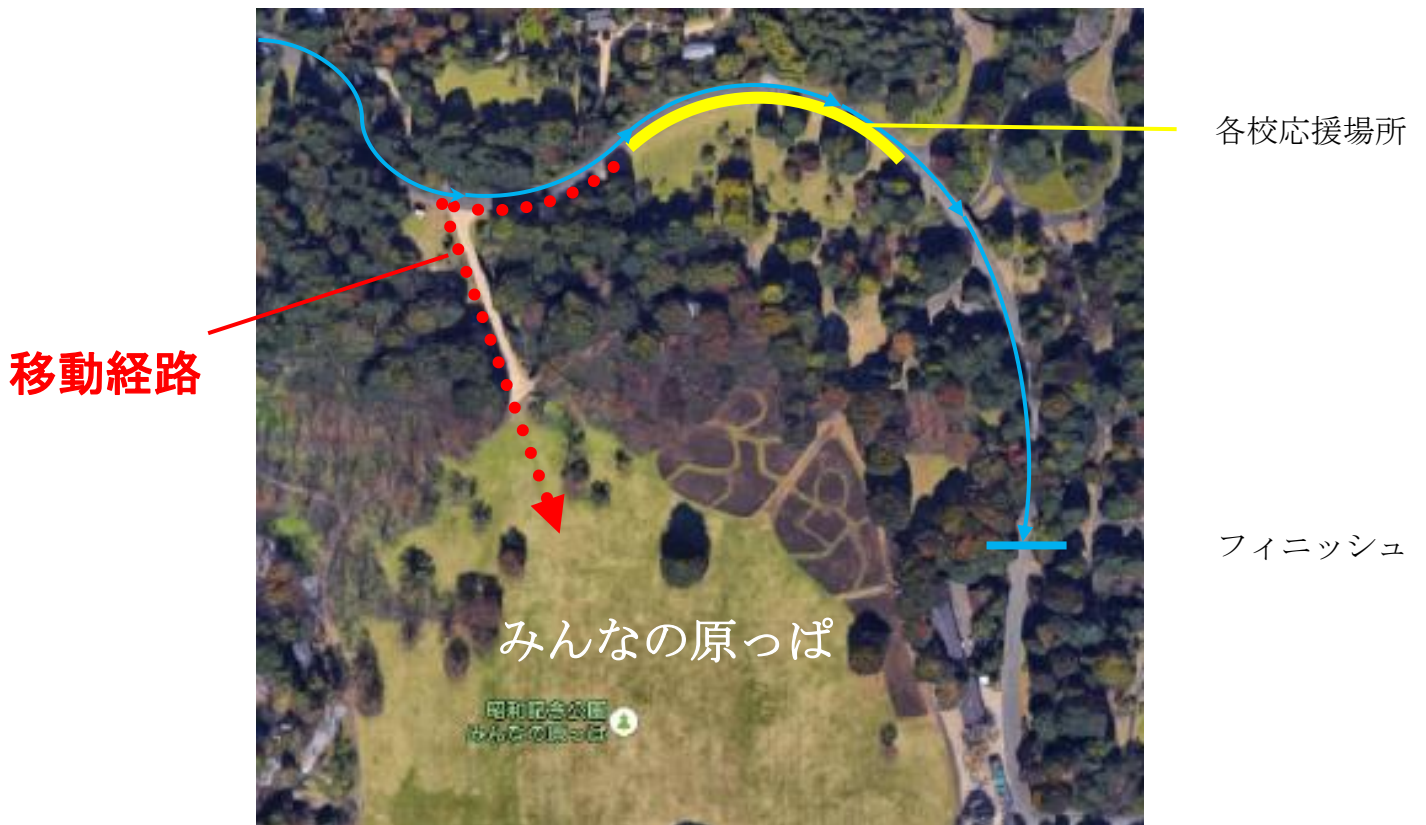 各校応援場所
移動経路
フィニッシュ
みんなの原っぱ
昭和記念公園
みんなの原っぱ